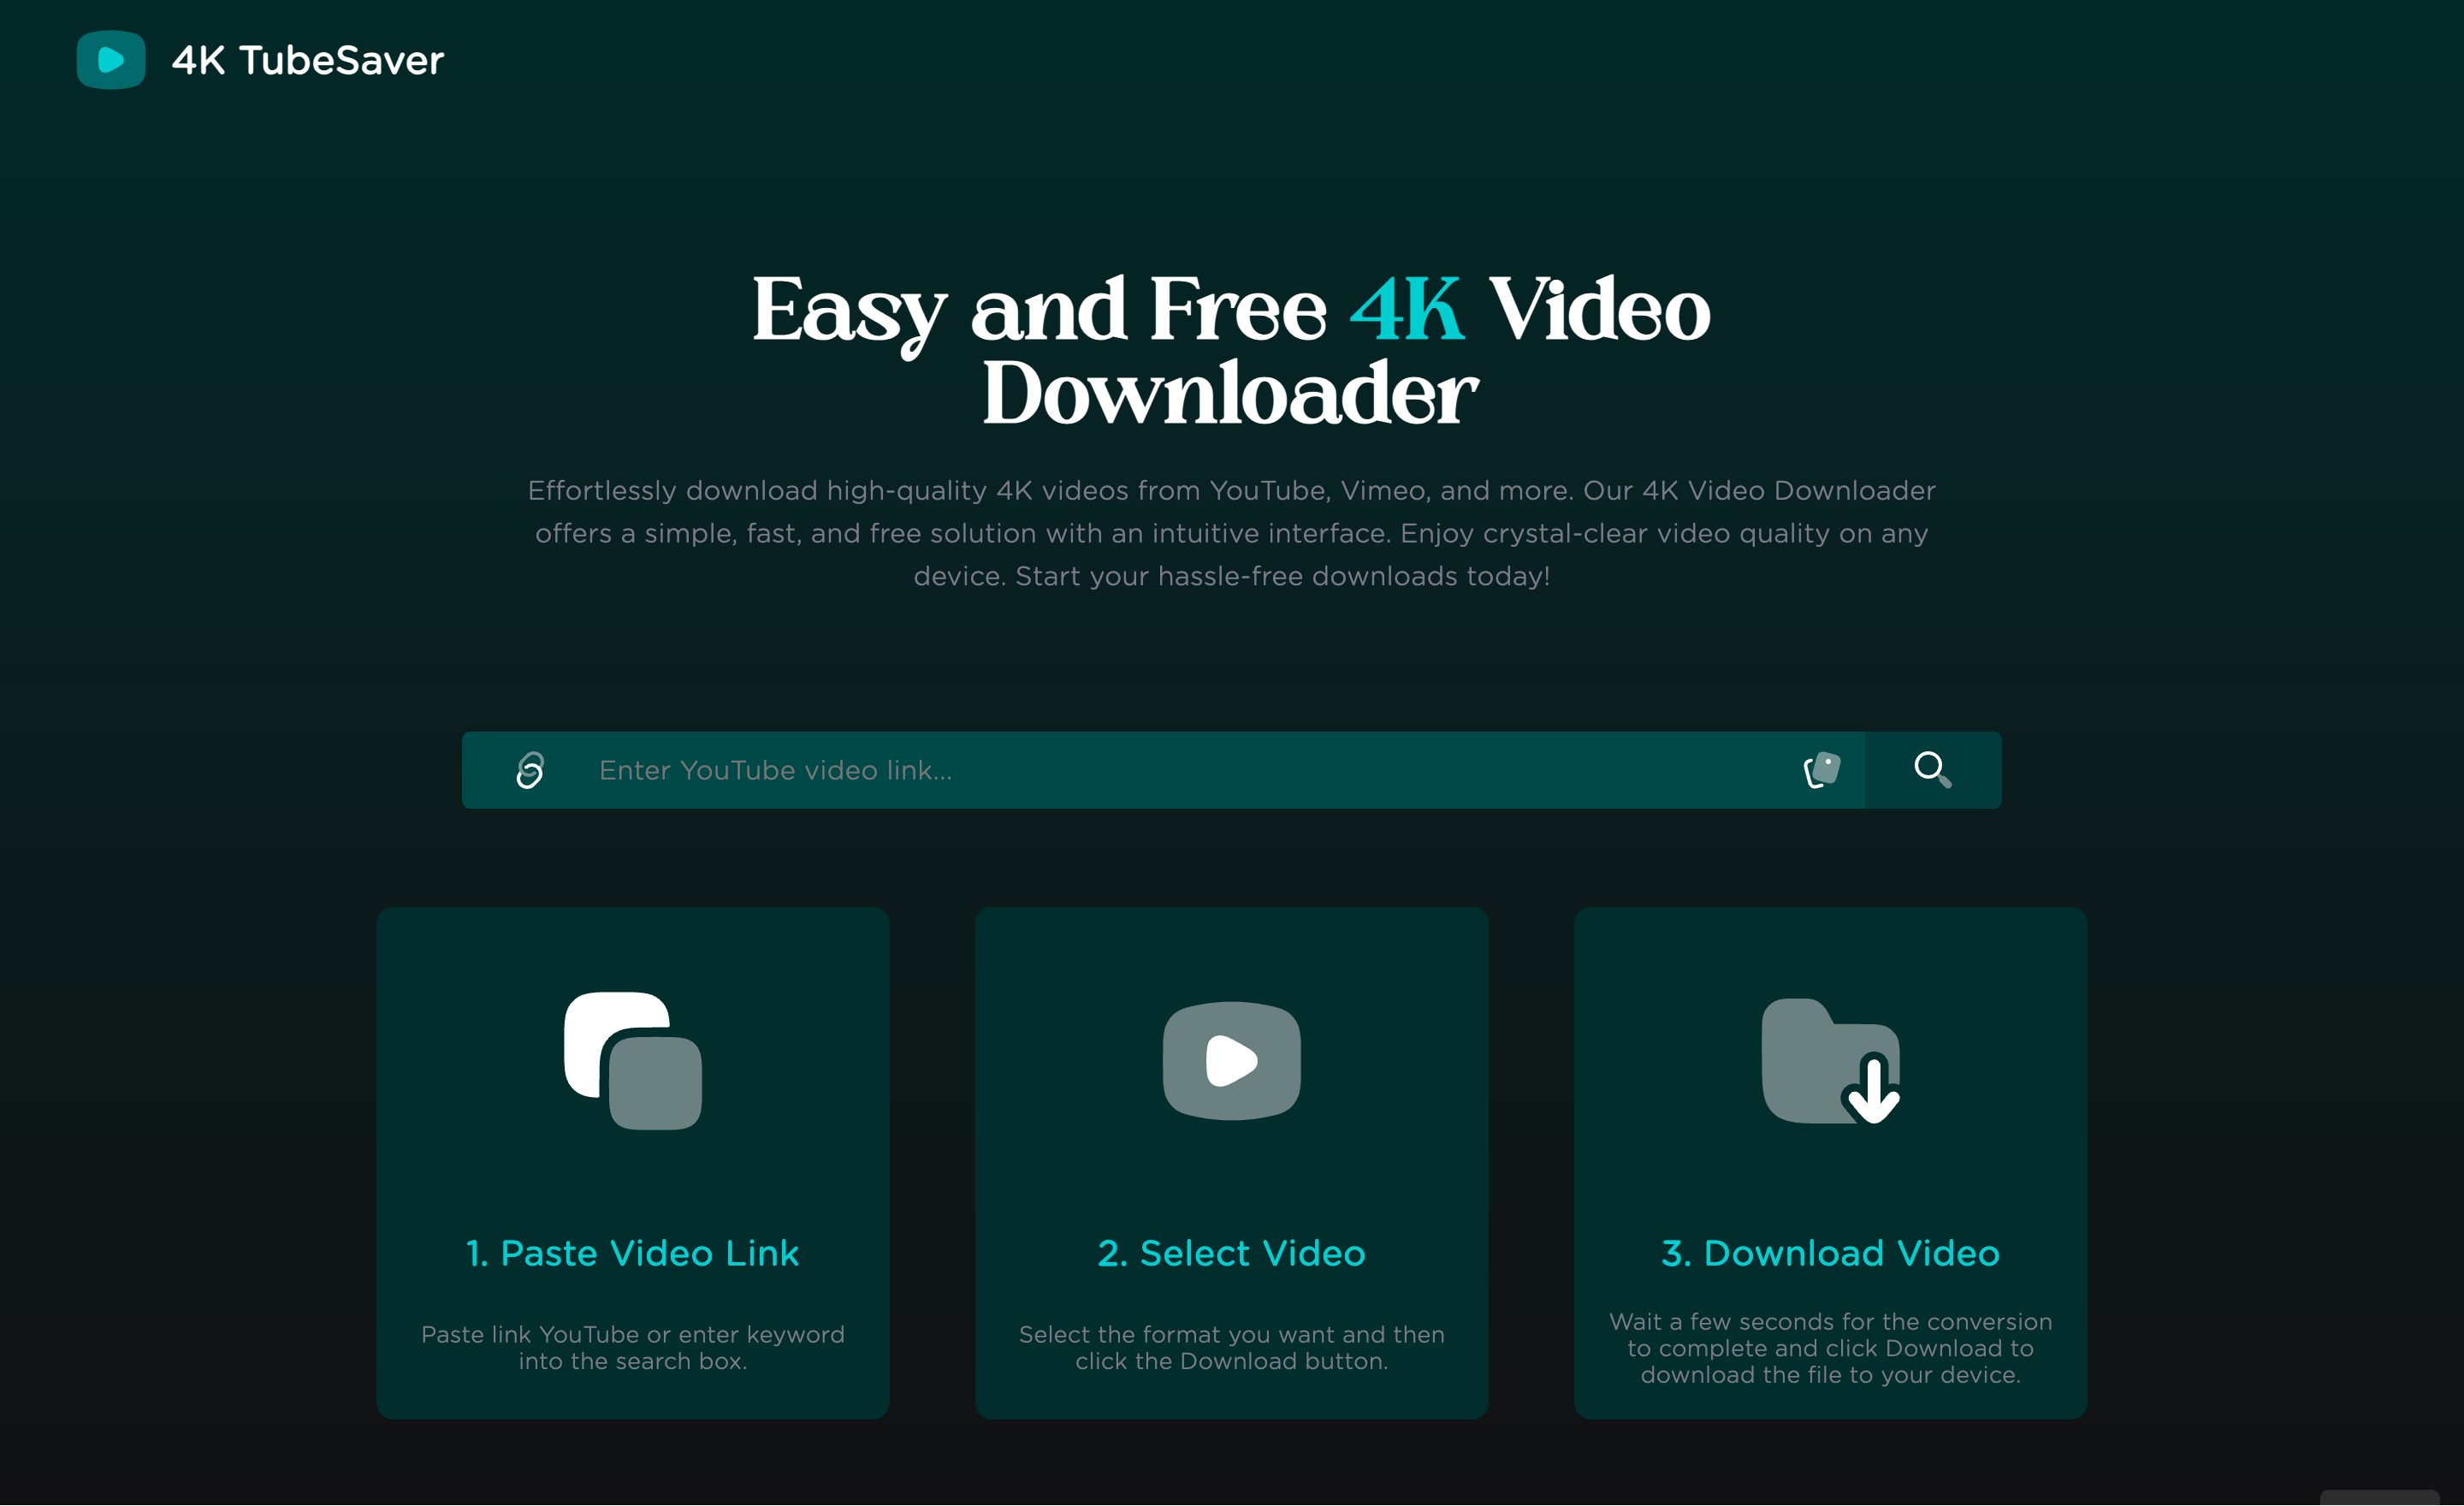 4K TubeSaver
Easy and Free 4K Video
Downloader
Effortlessly download high-quality 4K videos from YouTube, Vimeo, and more. Our 4K Video Downloader
offers a simple, fast, and free solution with an intuitive interface. Enjoy crystal-clear video quality on any
device. Start your hassle-free downloads today!
Enter YouTube video link...
1. Paste Video Link
Paste link YouTube or enter keyword
into the search box.
2. Select Video
Select the format you want and then
click the Download button.
3. Download Video
Wait a few seconds for the conversion
to complete and click Download to
download the file to your device.